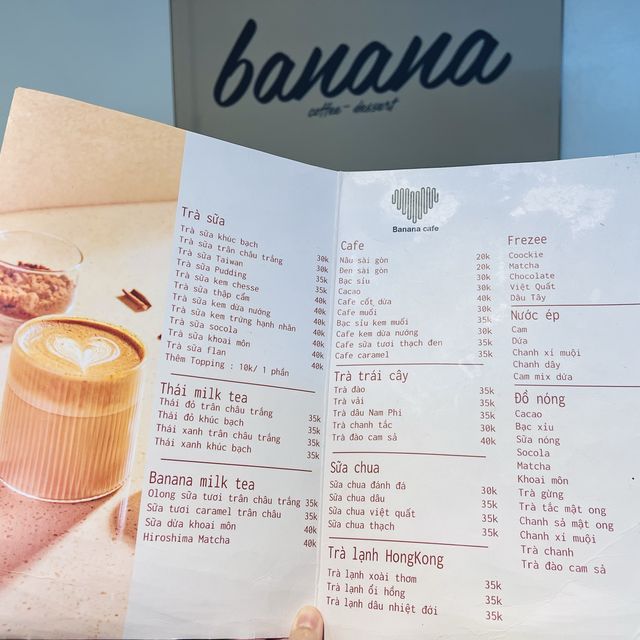 banana
coffee - dessert
Trà sữa
Trà sữa khúc bạch
Trà sữa trân châu trắng 30k
Trà sữa Taiwan 30k
Trà sữa Pudding 35k
Trà sữa kem chesse 35k
Trà sữa thập cẩm 40k
Trà sữa kem dừa nướng 40k
Trà sữa kem trứng hạnh nhân 40k
Trà sữa socola 40k
Trà sữa khoai môn 40k
Trà sữa flan 40k
Thêm Topping : 10k/ 1 phần 40k
Thái milk tea
Thái đỏ trân châu trắng
Thái đỏ khúc bạch 35k
Thái xanh trân châu trắng 35k
Thái xanh khúc bạch 35k
35k
Banana milk tea
Olong sữa tươi trân châu trắng 35k
Sữa tươi caramel trân châu 35k
Sữa dừa khoai môn 40k
Hiroshima Matcha 40k
Banana cafe
Cafe
Nâu sài gòn 20k
Đen sài gòn 20k
Bạc sỉu 30k
Cacao 30k
Cafe cốt dừa 40k
Cafe muối 30k
Bạc sỉu kem muối 35k
Cafe kem dừa nướng 30k
Cafe sữa tươi thạch đen 35k
Cafe caramel 35k
Trà trái cây
Trà đào 35k
Trà vải 35k
Trà dâu Nam Phi 35k
Trà chanh tắc 30k
Trà đào cam sả 40k
Sữa chua
Sữa chua đánh đá 30k
Sữa chua dâu 35k
Sữa chua việt quất 35k
Sữa chua thạch 35k
Trà lạnh HongKong
Trà lạnh xoài thơm 35k
Trà lạnh ổi hồng 35k
Trà lạnh dâu nhiệt đới 35k
Frezee
Coockie
Matcha
Chocolate
Việt Quất
Dâu Tây
Nước ép
Cam
Dứa
Chanh xí muội
Chanh dây
Cam mix dứa
Đồ nóng
Cacao
Bạc xỉu
Sữa nóng
Socola
Matcha
Khoai môn
Trà gừng
Trà tắc mật ong
Chanh sả mật ong
Chanh xí muội
Trà chanh
Trà đào cam sả